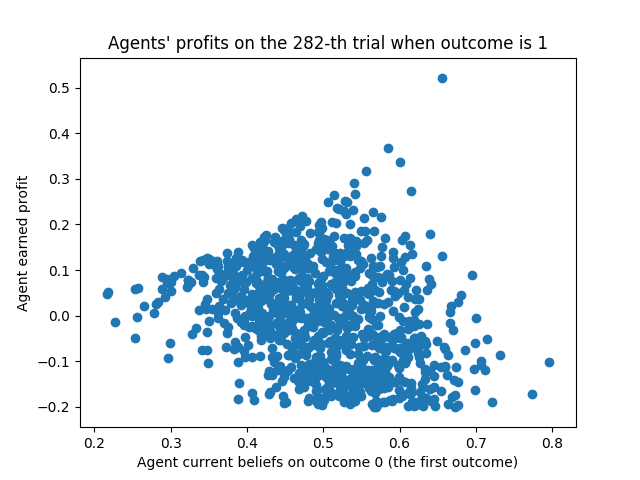 Agents' profits on the 282-th trial when outcome is 1
0.5
0.4
0.3
0.2
0.1
0.0
−0.1
−0.2
Agent earned profit
0.2 0.3 0.4 0.5 0.6 0.7 0.8
Agent current beliefs on outcome 0 (the first outcome)